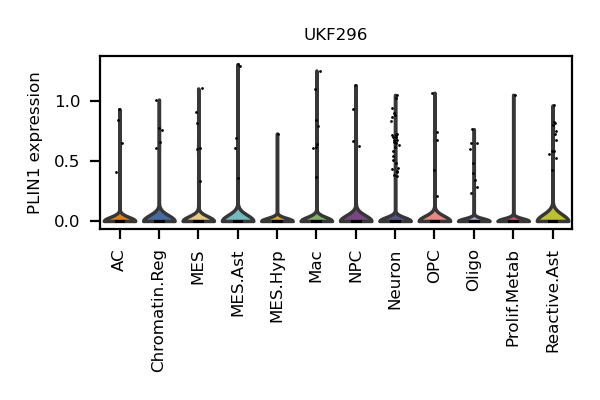 UKF296
PLIN1 expression
1.0
0.5
0.0
AC
Chromatin.Reg
MES
MES.Ast
MES.Hyp
Mac
NPC
Neuron
OPC
Oligo
Prolif.Metab
Reactive.Ast